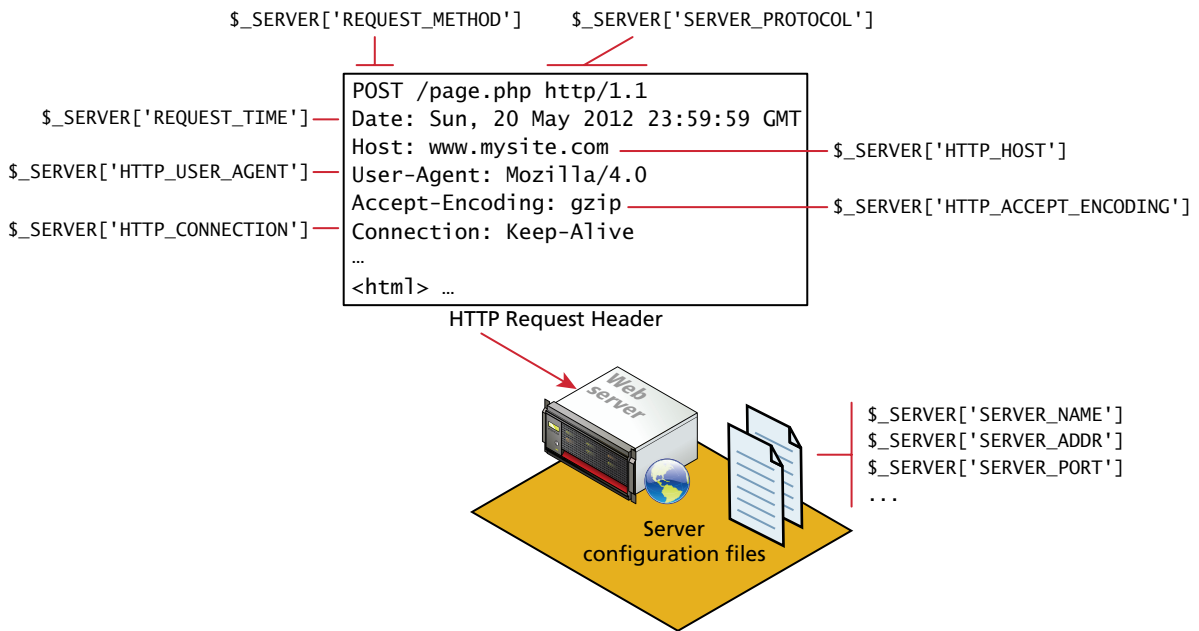 $_SERVER['REQUEST_METHOD']
$_SERVER['SERVER_PROTOCOL']
POST /page.php http/1.1
$_SERVER['REQUEST_TIME']
Date: Sun, 20 May 2012 23:59:59 GMT
Host: www.mysite.com
$_SERVER['HTTP_HOST']
$_SERVER['HTTP_USER_AGENT']
User-Agent: Mozilla/4.0
Accept-Encoding: gzip
$_SERVER['HTTP_ACCEPT_ENCODING']
$_SERVER['HTTP_CONNECTION']
Connection: Keep-Alive
…
<html> …
HTTP Request Header
Web
server
$_SERVER['SERVER_NAME']
$_SERVER['SERVER_ADDR']
$_SERVER['SERVER_PORT']
...
Server
configuration files